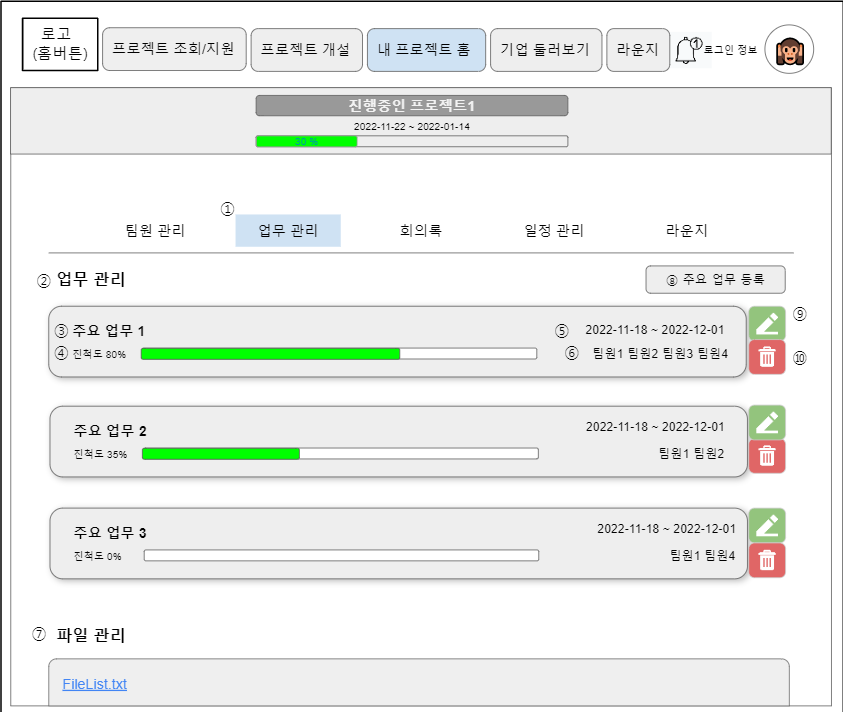 로고
(홈버튼)
프로젝트 조회/지원
프로젝트 개설
내 프로젝트 홈
기업 둘러보기
라운지
①
로그인 정보
진행중인 프로젝트1
2022-11-22 ~ 2022-01-14
30 %
①
팀원 관리
업무 관리
회의록
일정 관리
라운지
② 업무 관리
⑧ 주요 업무 등록
③ 주요 업무 1
⑤ 2022-11-18 ~ 2022-12-01
⑨
④ 진척도 80%
⑥ 팀원1 팀원2 팀원3 팀원4
⑩
주요 업무 2
2022-11-18 ~ 2022-12-01
진척도 35%
팀원1 팀원2
주요 업무 3
2022-11-18 ~ 2022-12-01
진척도 0%
팀원1 팀원4
⑦ 파일 관리
FileList.txt